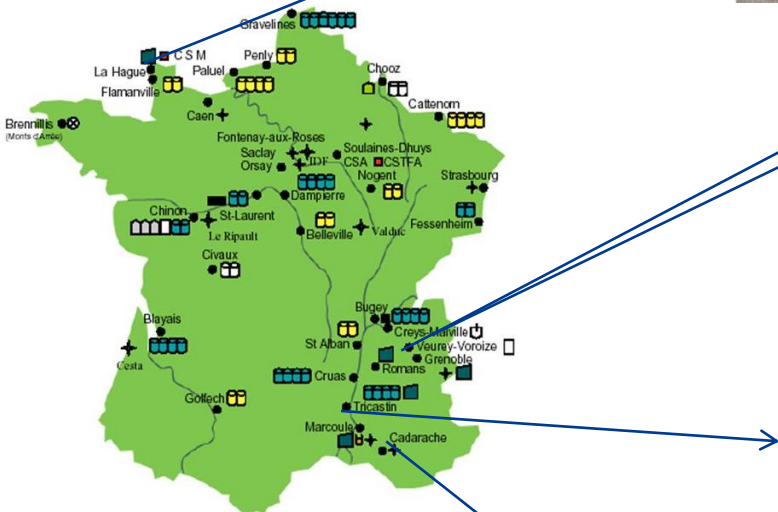 Gravelines
C S M
Penly
La Hague
Paluel
Chooz
Flamanville
Cattenom
Caen
Brennillis
(Monts d'Arrée)
Fontenay-aux-Roses
Soulaines-Dhuys
Saclay
IDF
CSA
CSTFA
Orsay
Nogent
Strasbourg
Dampierre
Chinon
St-Laurent
Fessenheim
Le Ripault
Belleville
Valduc
Civaux
Bugey
Blayais
Creys-Malville
St Alban
Veurey-Voroize
Grenoble
Cesta
Romans
Cruas
Golfech
Tricastin
Marcoule
Cadarache